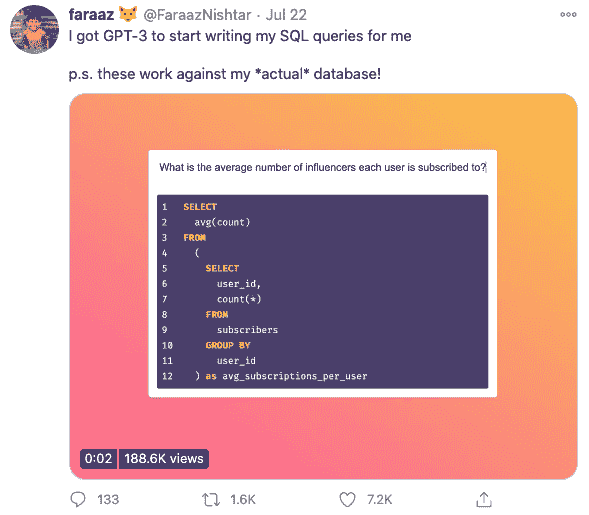 faraaz @FaraazNishtar · Jul 22
I got GPT-3 to start writing my SQL queries for me
p.s. these work against my *actual* database!
What is the average number of influencers each user is subscribed to?
1 SELECT
2 avg(count)
3 FROM
4 (
5 SELECT
6 user_id,
7 count(*)
8 FROM
9 subscribers
10 GROUP BY
11 user_id
12 ) as avg_subscriptions_per_user
0:02 188.6K views
133 1.6K 7.2K